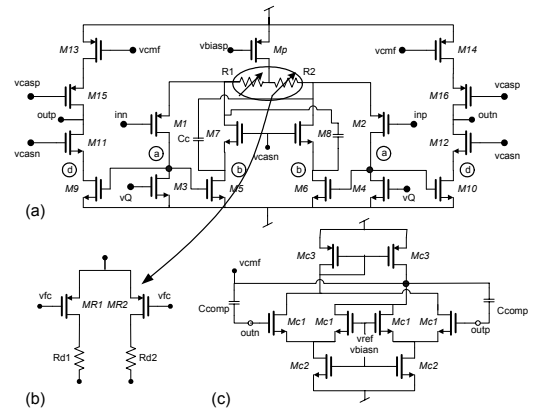 M13
vcmf
vbiasp
Mp
vcmf
M14
R1
R2
vcasp
M15
M16
vcasp
outp
outn
inn
M1
M7
M8
M2
inp
Cc
M11
vcasn
vcasn
M12
vcasn
a
a
d
b
b
d
M9
M3
M5
M6
M4
M10
vQ
vQ
(a)
vcmf
Mc3
Mc3
vfc
MR1
MR2
vfc
Ccomp
Ccomp
Mc1
Mc1
Mc1
Mc1
outn
outp
vref
vbiasn
Rd1
Rd2
Mc2
Mc2
(b)
(c)